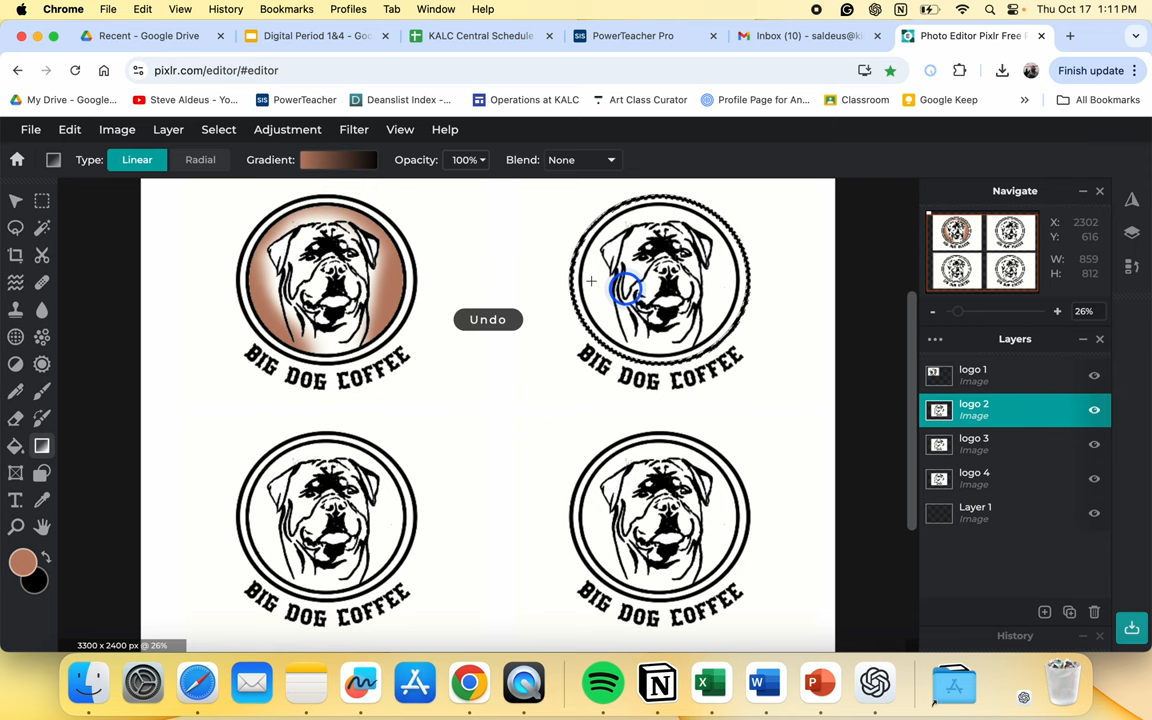 Chrome File Edit View History Bookmarks Profiles Tab Window Help Thu Oct 17 1:11 PM
Recent - Google Drive Digital Period 1&4 - Goo KALC Central Schedule PowerTeacher Pro Inbox (10) - saldeus@ki Photo Editor Pixlr Free
pixlr.com/editor/#editor Finish update
My Drive - Google... Steve Aldeus - Yo... PowerTeacher Deanslist Index -... Operations at KALC Art Class Curator Profile Page for An... Classroom Google Keep » All Bookmarks
File Edit Image Layer Select Adjustment Filter View Help
Type: Linear Radial Gradient: Opacity: 100% Blend: None
Navigate
X: 2302
Y: 616
W: 859
H: 812
26%
Undo
BIG DOG COFFEE
BIG DOG COFFEE
BIG DOG COFFEE
BIG DOG COFFEE
Layers
logo 1
Image
logo 2
Image
logo 3
Image
logo 4
Image
Layer 1
Image
History
3300 x 2400 px @ 26%